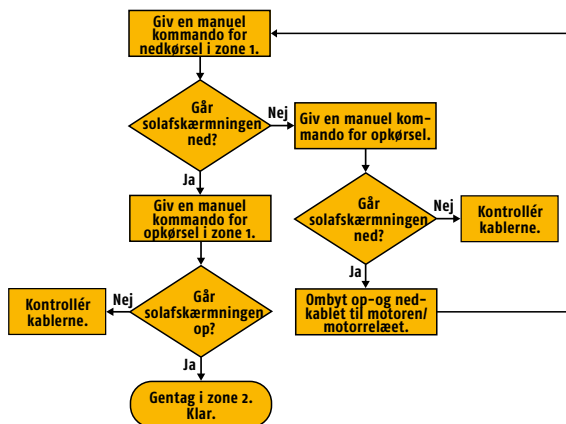 Giv en manuel
kommando for
nedkørsel i zone 1.
Går
solafskærmningen
ned?
Nej
Giv en manuel kom-
mando for opkørsel.
Ja
Giv en manuel
kommando for
opkørsel i zone 1.
Går
solafskærmningen
ned?
Nej
Kontrollér
kablerne.
Ja
Ombyt op-og ned-
kablet til motoren/
motorrelæet.
Går
solafskærmningen
op?
Nej
Kontrollér
kablerne.
Ja
Gentag i zone 2.
Klar.